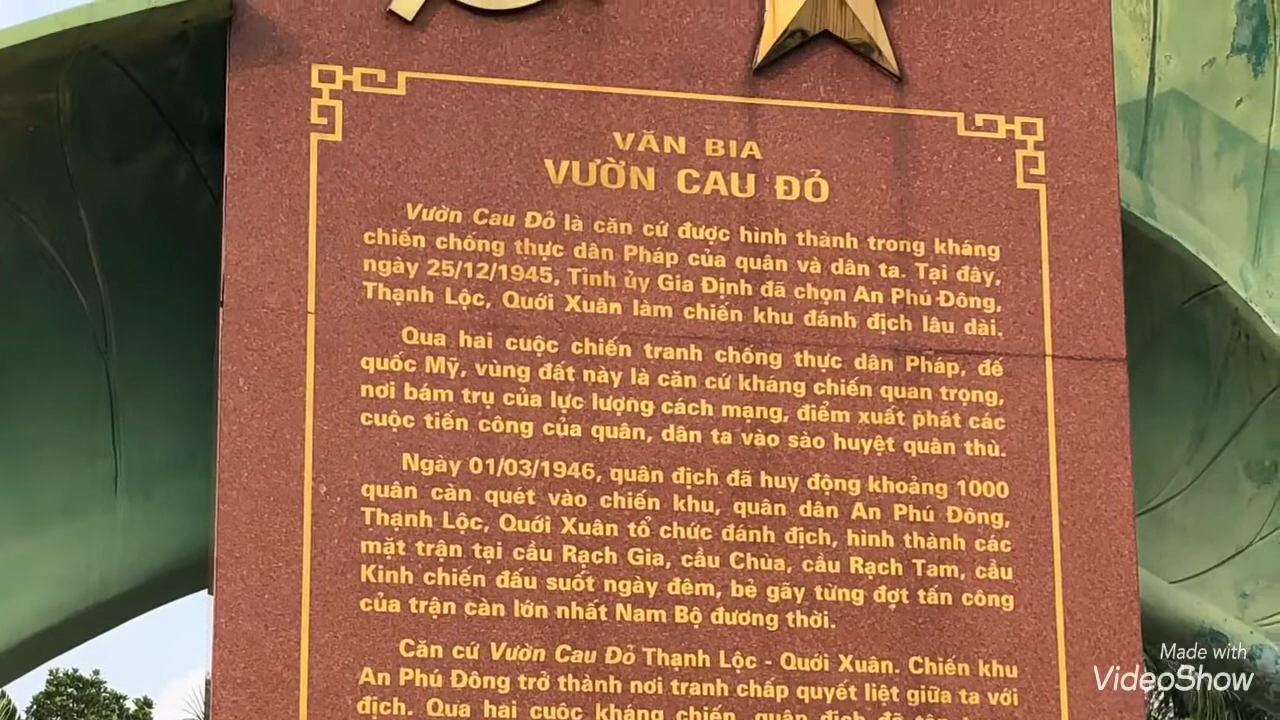 VĂN BIA
VƯỜN CAU ĐỎ
Vườn Cau Đỏ là căn cứ được hình thành trong kháng
chiến chống thực dân Pháp của quân và dân ta. Tại đây,
ngày 25/12/1945, Tỉnh ủy Gia Định đã chọn An Phú Đông,
Thạnh Lộc, Quới Xuân làm chiến khu đánh địch lâu dài.
Qua hai cuộc chiến tranh chống thực dân Pháp, đế
quốc Mỹ, vùng đất này là căn cứ kháng chiến quan trọng,
nơi bám trụ của lực lượng cách mạng, điểm xuất phát các
cuộc tiến công của quân, dân ta vào sào huyệt quân thù.
Ngày 01/03/1946, quân địch đã huy động khoảng 1000
quân càn quét vào chiến khu, quân dân An Phú Đông,
Thạnh Lộc, Quới Xuân tổ chức đánh địch, hình thành các
mặt trận tại cầu Rạch Gia, cầu Chùa, cầu Rạch Tam, cầu
Kinh chiến đấu suốt ngày đêm, bẻ gãy từng đợt tấn công
của trận càn lớn nhất Nam Bộ đương thời.
Căn cứ Vườn Cau Đỏ Thạnh Lộc - Quới Xuân. Chiến khu
An Phú Đông trở thành nơi tranh chấp quyết liệt giữa ta với
địch. Qua hai cuộc kháng chiến, quân địch đã
Made with
VideoShow